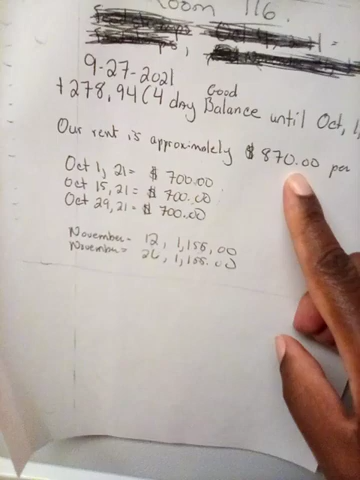 Room 116.
9-27-2021
+278,94 (4 day Good Balance until Oct, 1,
Our rent is approximately $870.00 per
Oct 1, 21 = $ 700.00
Oct 15, 21 = $ 700.00
Oct 29, 21 = $ 700.00
November = 12, 1,155,00
November = 26, 1,155.00